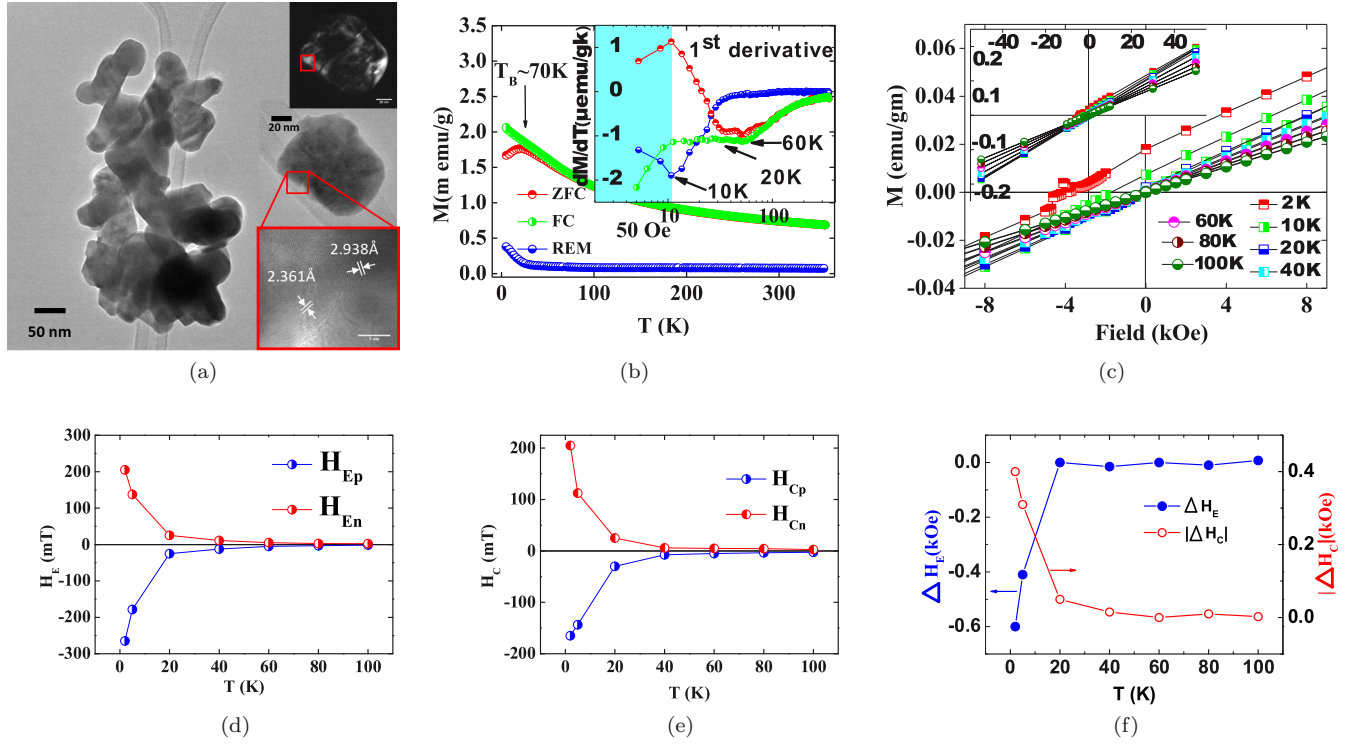 20 nm
2.938Å
2.361Å
50 nm
(a)
M(m emu/g)
3.5
3.0
2.5
2.0
1.5
1.0
0.5
0.0
T_B~70K
1st derivative
dM/dT(μemu/gk)
1
0
-1
-2
60K
20K
10K
10
100
50 Oe
ZFC
FC
REM
0
100
200
300
T (K)
(b)
M (emu/gm)
0.06
0.04
0.02
0.00
-0.02
-0.04
-40 -20 0 20 40
0.2
0.1
-0.1
-0.2
2K
10K
20K
40K
60K
80K
100K
-8 -4 0 4 8
Field (kOe)
(c)
H_E (mT)
300
200
100
0
-100
-200
-300
H_Ep
H_En
0 20 40 60 80 100
T (K)
(d)
H_C (mT)
200
100
0
-100
-200
H_Cp
H_Cn
0 20 40 60 80 100
T (K)
(e)
ΔH_E(kOe)
0.0
-0.2
-0.4
-0.6
ΔH_E
|ΔH_C|
0.4
0.2
0.0
|ΔH_C|(kOe)
0 20 40 60 80 100
T (K)
(f)